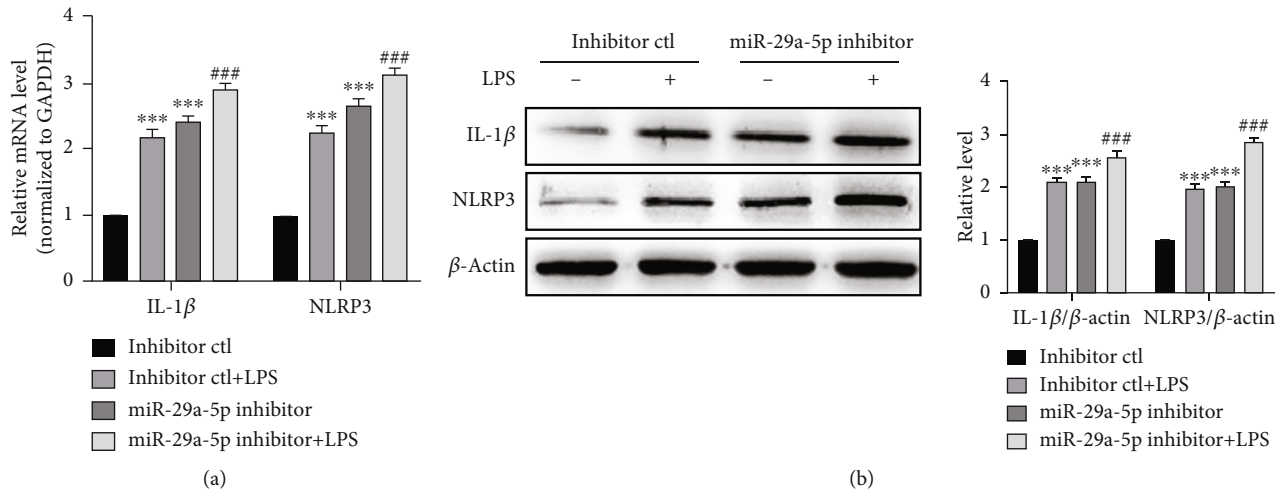 Relative mRNA level
(normalized to GAPDH)
4
3
2
1
0
***
***
###
***
***
###
IL-1β
NLRP3
Inhibitor ctl
Inhibitor ctl+LPS
miR-29a-5p inhibitor
miR-29a-5p inhibitor+LPS
(a)
Inhibitor ctl
miR-29a-5p inhibitor
LPS
–
+
–
+
IL-1β
NLRP3
β-Actin
Relative level
4
3
2
1
0
***
***
###
***
***
###
IL-1β/β-actin
NLRP3/β-actin
Inhibitor ctl
Inhibitor ctl+LPS
miR-29a-5p inhibitor
miR-29a-5p inhibitor+LPS
(b)